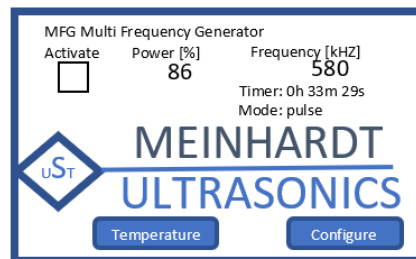 MFG Multi Frequency Generator
Activate Power [%] Frequency [kHZ]
86 580
Timer: 0h 33m 29s
Mode: pulse
MEINHARDT
UST
ULTRASONICS
Temperature Configure